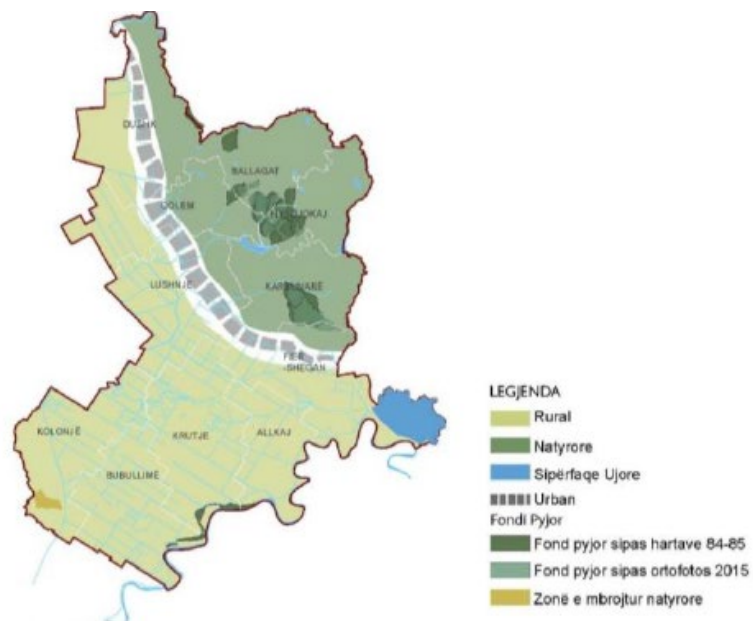 DUSHK
BALLAGAT
GOLEM
HYSGJOKAJ
LUSHNJE
KARBUNARË
FIER
-SHEGAN
KOLONJË
KRUTJE
ALLKAJ
BUBULLIMË
LEGJENDA
Rural
Natyrore
Sipërfaqe Ujore
Urban
Fondi Pyjor
Fond pyjor sipas hartave 84-85
Fond pyjor sipas ortofotos 2015
Zonë e mbrojtur natyrore